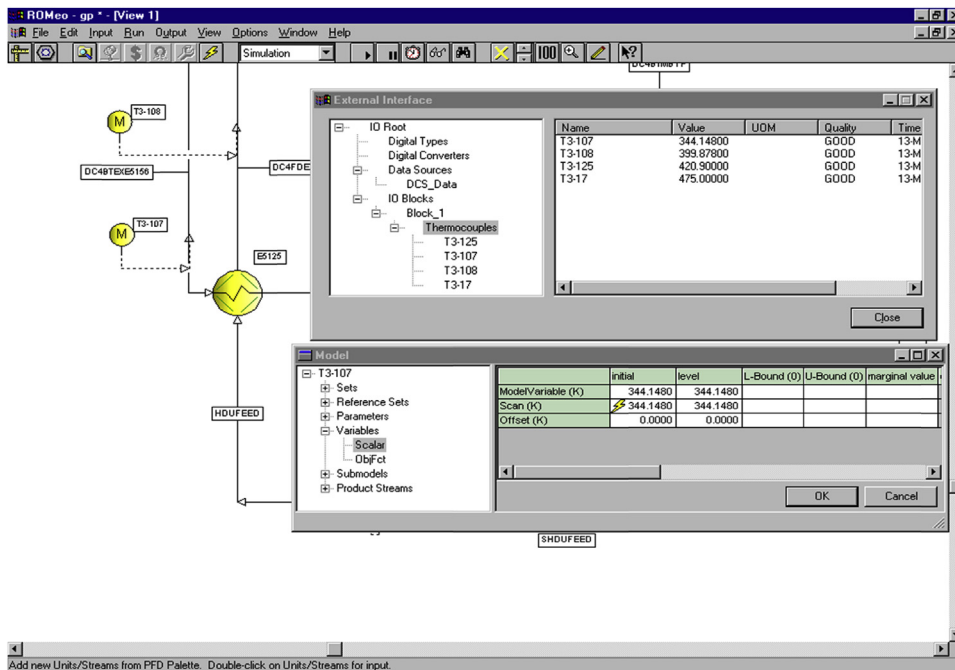 ROMeo - gp * - [View 1]
File Edit Input Run Output View Options Window Help
Simulation
100
T3-108
M
DC4BTEXE5156
T3-107
M
E5125
HDUFEED
SHDUFEED
External Interface
IO Root
Digital Types
Digital Converters
Data Sources
DCS_Data
IO Blocks
Block_1
Thermocouples
T3-125
T3-107
T3-108
T3-17
Name Value UOM Quality Time
T3-107 344.14800 GOOD 13-M
T3-108 399.87800 GOOD 13-M
T3-125 420.90000 GOOD 13-M
T3-17 475.00000 GOOD 13-M
Close
Model
T3-107
Sets
Reference Sets
Parameters
Variables
Scalar
ObjFct
Submodels
Product Streams
initial level L-Bound (0) U-Bound (0) marginal value
ModelVariable (K) 344.1480 344.1480
Scan (K) 344.1480 344.1480
Offset (K) 0.0000 0.0000
OK Cancel
Add new Units/Streams from PFD Palette. Double-click on Units/Streams for input.